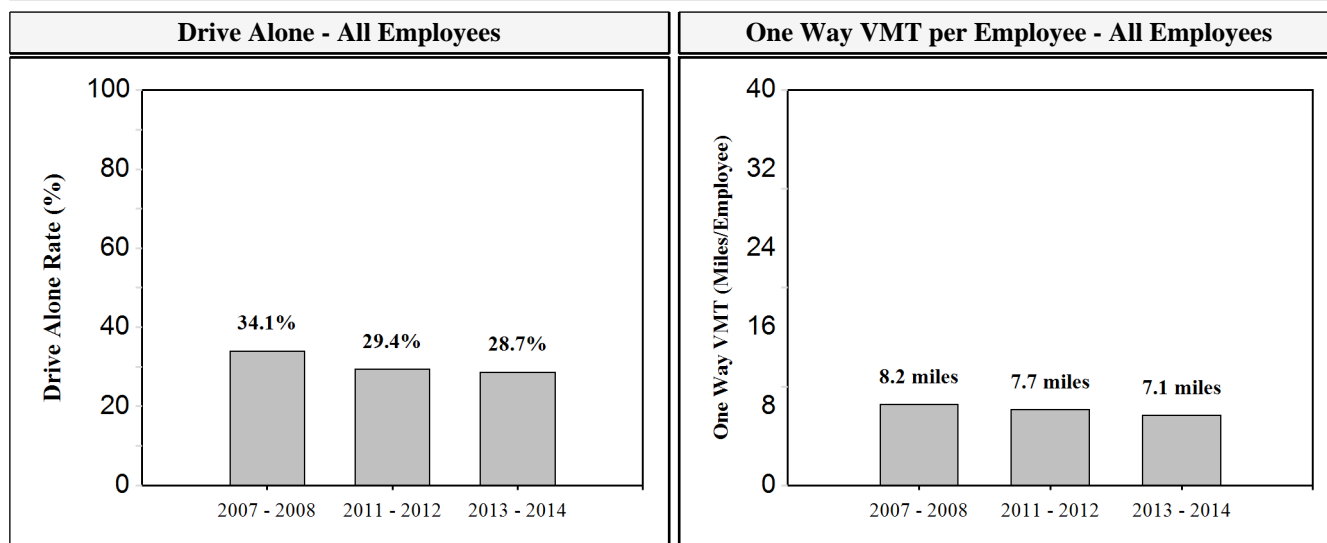 Drive Alone - All Employees
One Way VMT per Employee - All Employees
Drive Alone Rate (%)
100
80
60
40
20
0
34.1%
29.4%
28.7%
2007 - 2008
2011 - 2012
2013 - 2014
One Way VMT (Miles/Employee)
40
32
24
16
8
0
8.2 miles
7.7 miles
7.1 miles
2007 - 2008
2011 - 2012
2013 - 2014